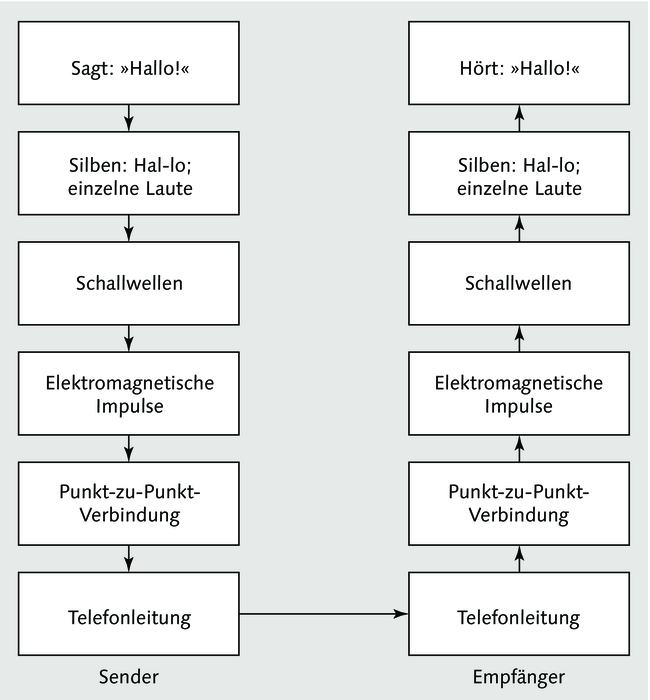 Sagt: »Hallo!«
Silben: Hal-lo;
einzelne Laute
Schallwellen
Elektromagnetische
Impulse
Punkt-zu-Punkt-
Verbindung
Telefonleitung
Sender
Hört: »Hallo!«
Silben: Hal-lo;
einzelne Laute
Schallwellen
Elektromagnetische
Impulse
Punkt-zu-Punkt-
Verbindung
Telefonleitung
Empfänger